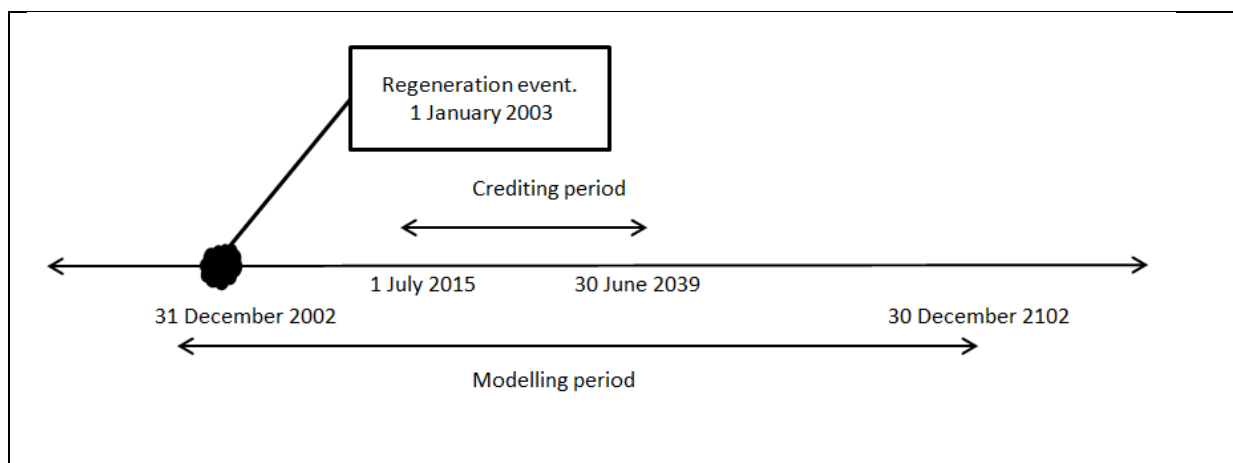 Regeneration event.
1 January 2003
Crediting period
1 July 2015
30 June 2039
31 December 2002
30 December 2102
Modelling period